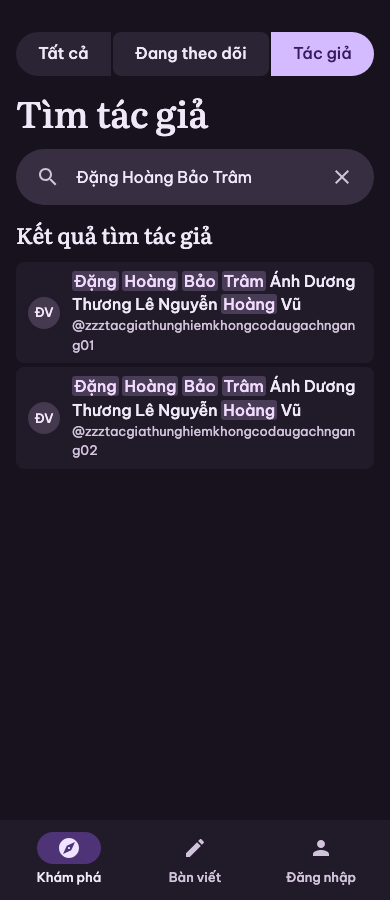 Tất cả
Đang theo dõi
Tác giả
Tìm tác giả
Đặng Hoàng Bảo Trâm
Kết quả tìm tác giả
ĐV
Đặng Hoàng Bảo Trâm Ánh Dương
Thương Lê Nguyễn Hoàng Vũ
@zzztacgiathunghiemkhongcodaugachngan
g01
ĐV
Đặng Hoàng Bảo Trâm Ánh Dương
Thương Lê Nguyễn Hoàng Vũ
@zzztacgiathunghiemkhongcodaugachngan
g02
Khám phá
Bàn viết
Đăng nhập